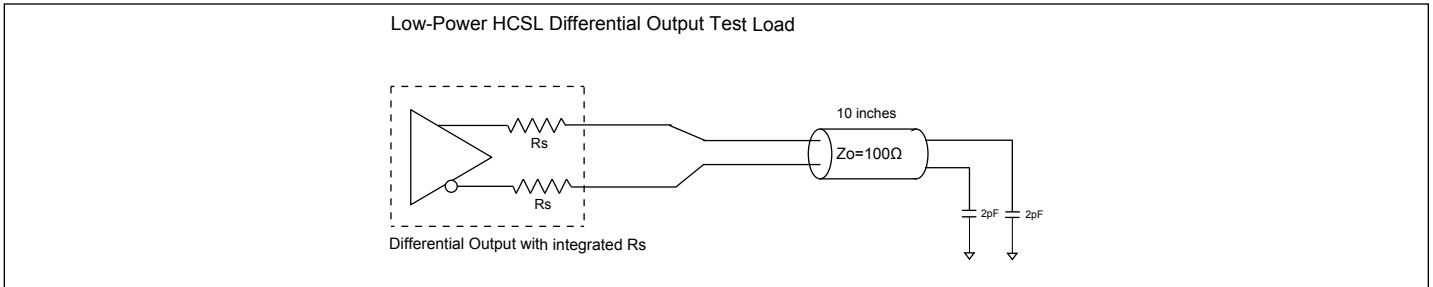 Low-Power HCSL Differential Output Test Load
10 inches
Rs
Zo=100Ω
Rs
2pF
2pF
Differential Output with integrated Rs